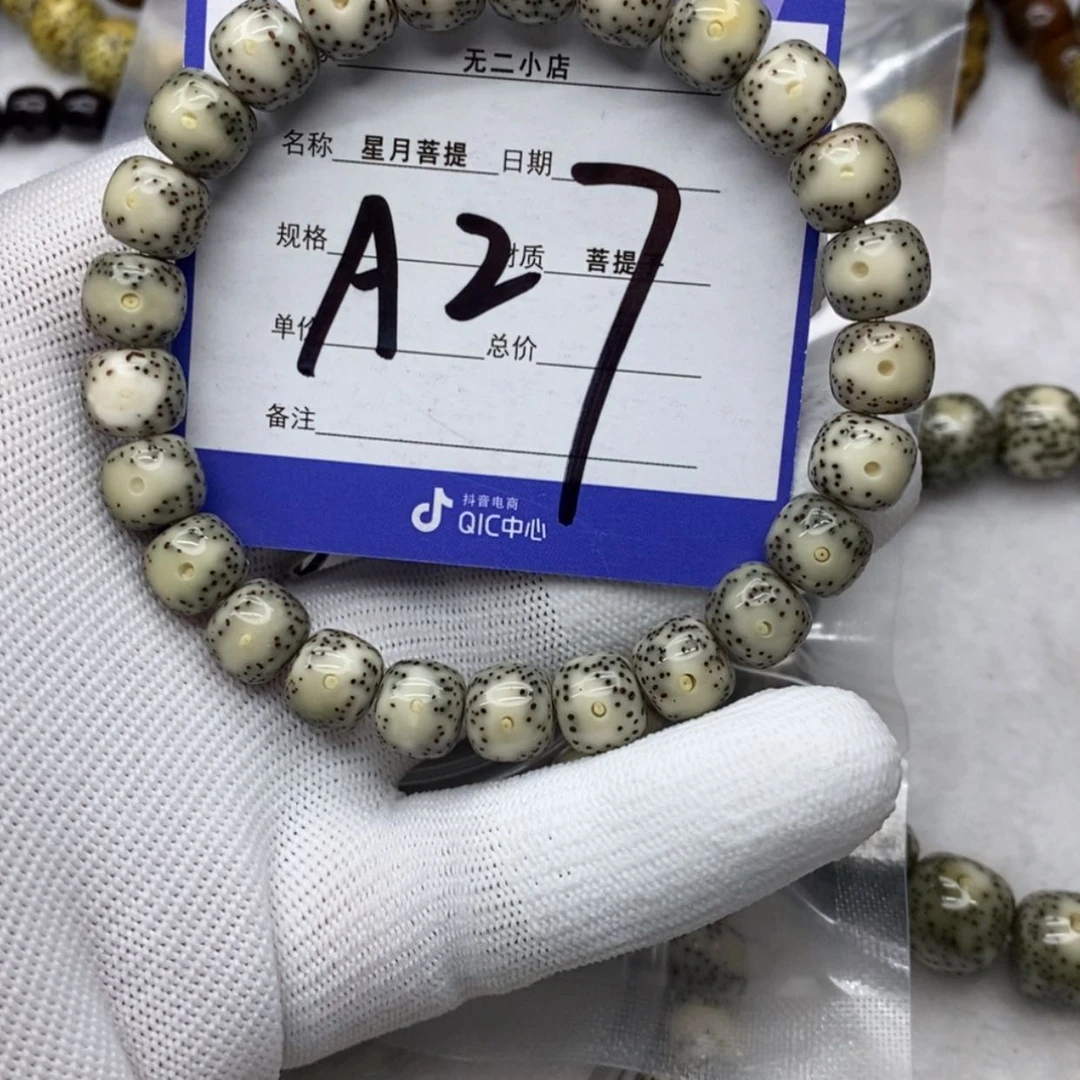 无二小店
名称 星月菩提 日期
规格 材质 菩提子
单价 总价
A27
备注
抖音电商
QIC中心